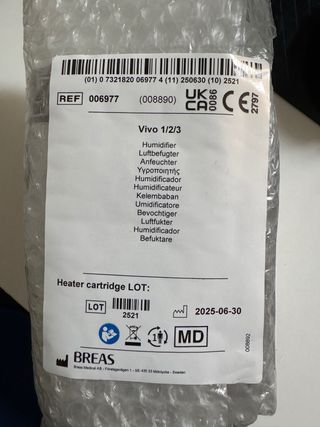 (01) 0 7321820 06977 4 (11) 250630 (10) 2521
REF 006977 (008890) UK CA 0086 CE 2797
Vivo 1/2/3
Humidifier
Luftbefugter
Anfeuchter
Υγροποιητής
Humidificador
Humidificateur
Kelembaban
Umidificatore
Bevochtiger
Luftfukter
Humidificador
Befuktare
Heater cartridge LOT:
LOT 2521 2025-06-30
MD
008892
BREAS
Breas Medical AB - Företagsvägen 1 - SE-435 33 Mölnlycke - Sweden